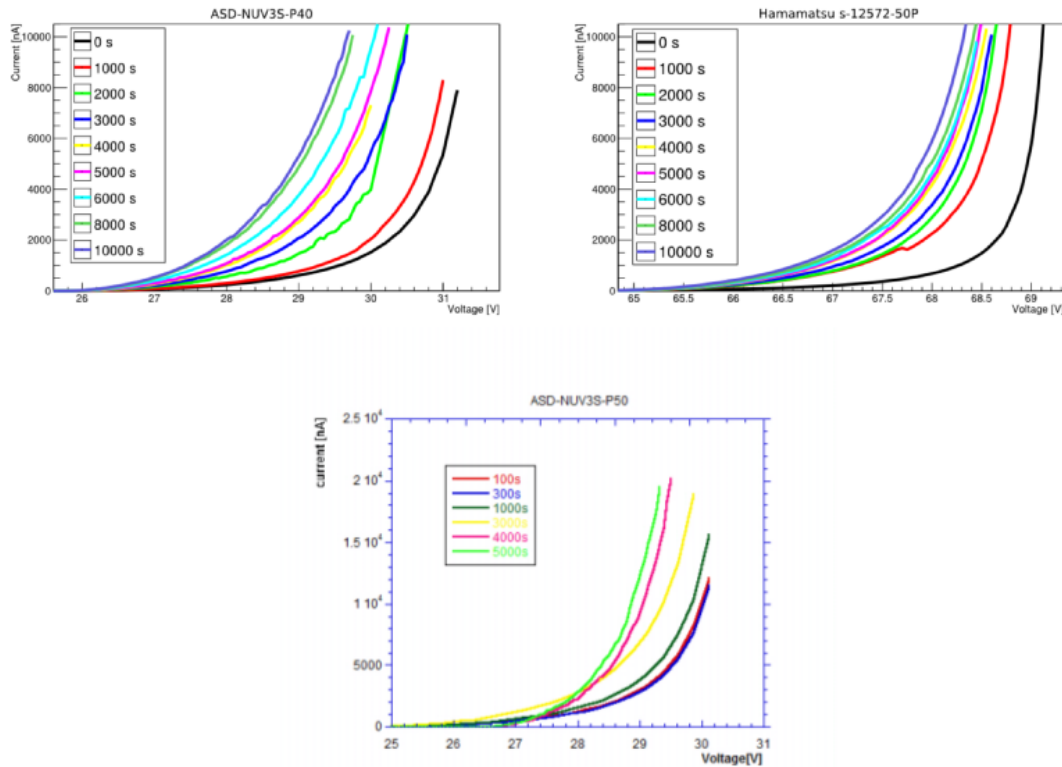 ASD-NUV3S-P40
Current [nA]
10000
8000
6000
4000
2000
0
0 s
1000 s
2000 s
3000 s
4000 s
5000 s
6000 s
8000 s
10000 s
26 27 28 29 30 31
Voltage [V]
Hamamatsu s-12572-50P
Current [nA]
10000
8000
6000
4000
2000
0
0 s
1000 s
2000 s
3000 s
4000 s
5000 s
6000 s
8000 s
10000 s
65 65.5 66 66.5 67 67.5 68 68.5 69
Voltage [V]
ASD-NUV3S-P50
current [nA]
2.5 10⁴
2 10⁴
1.5 10⁴
1 10⁴
5000
0
100s
300s
1000s
3000s
4000s
5000s
25 26 27 28 29 30 31
Voltage[V]